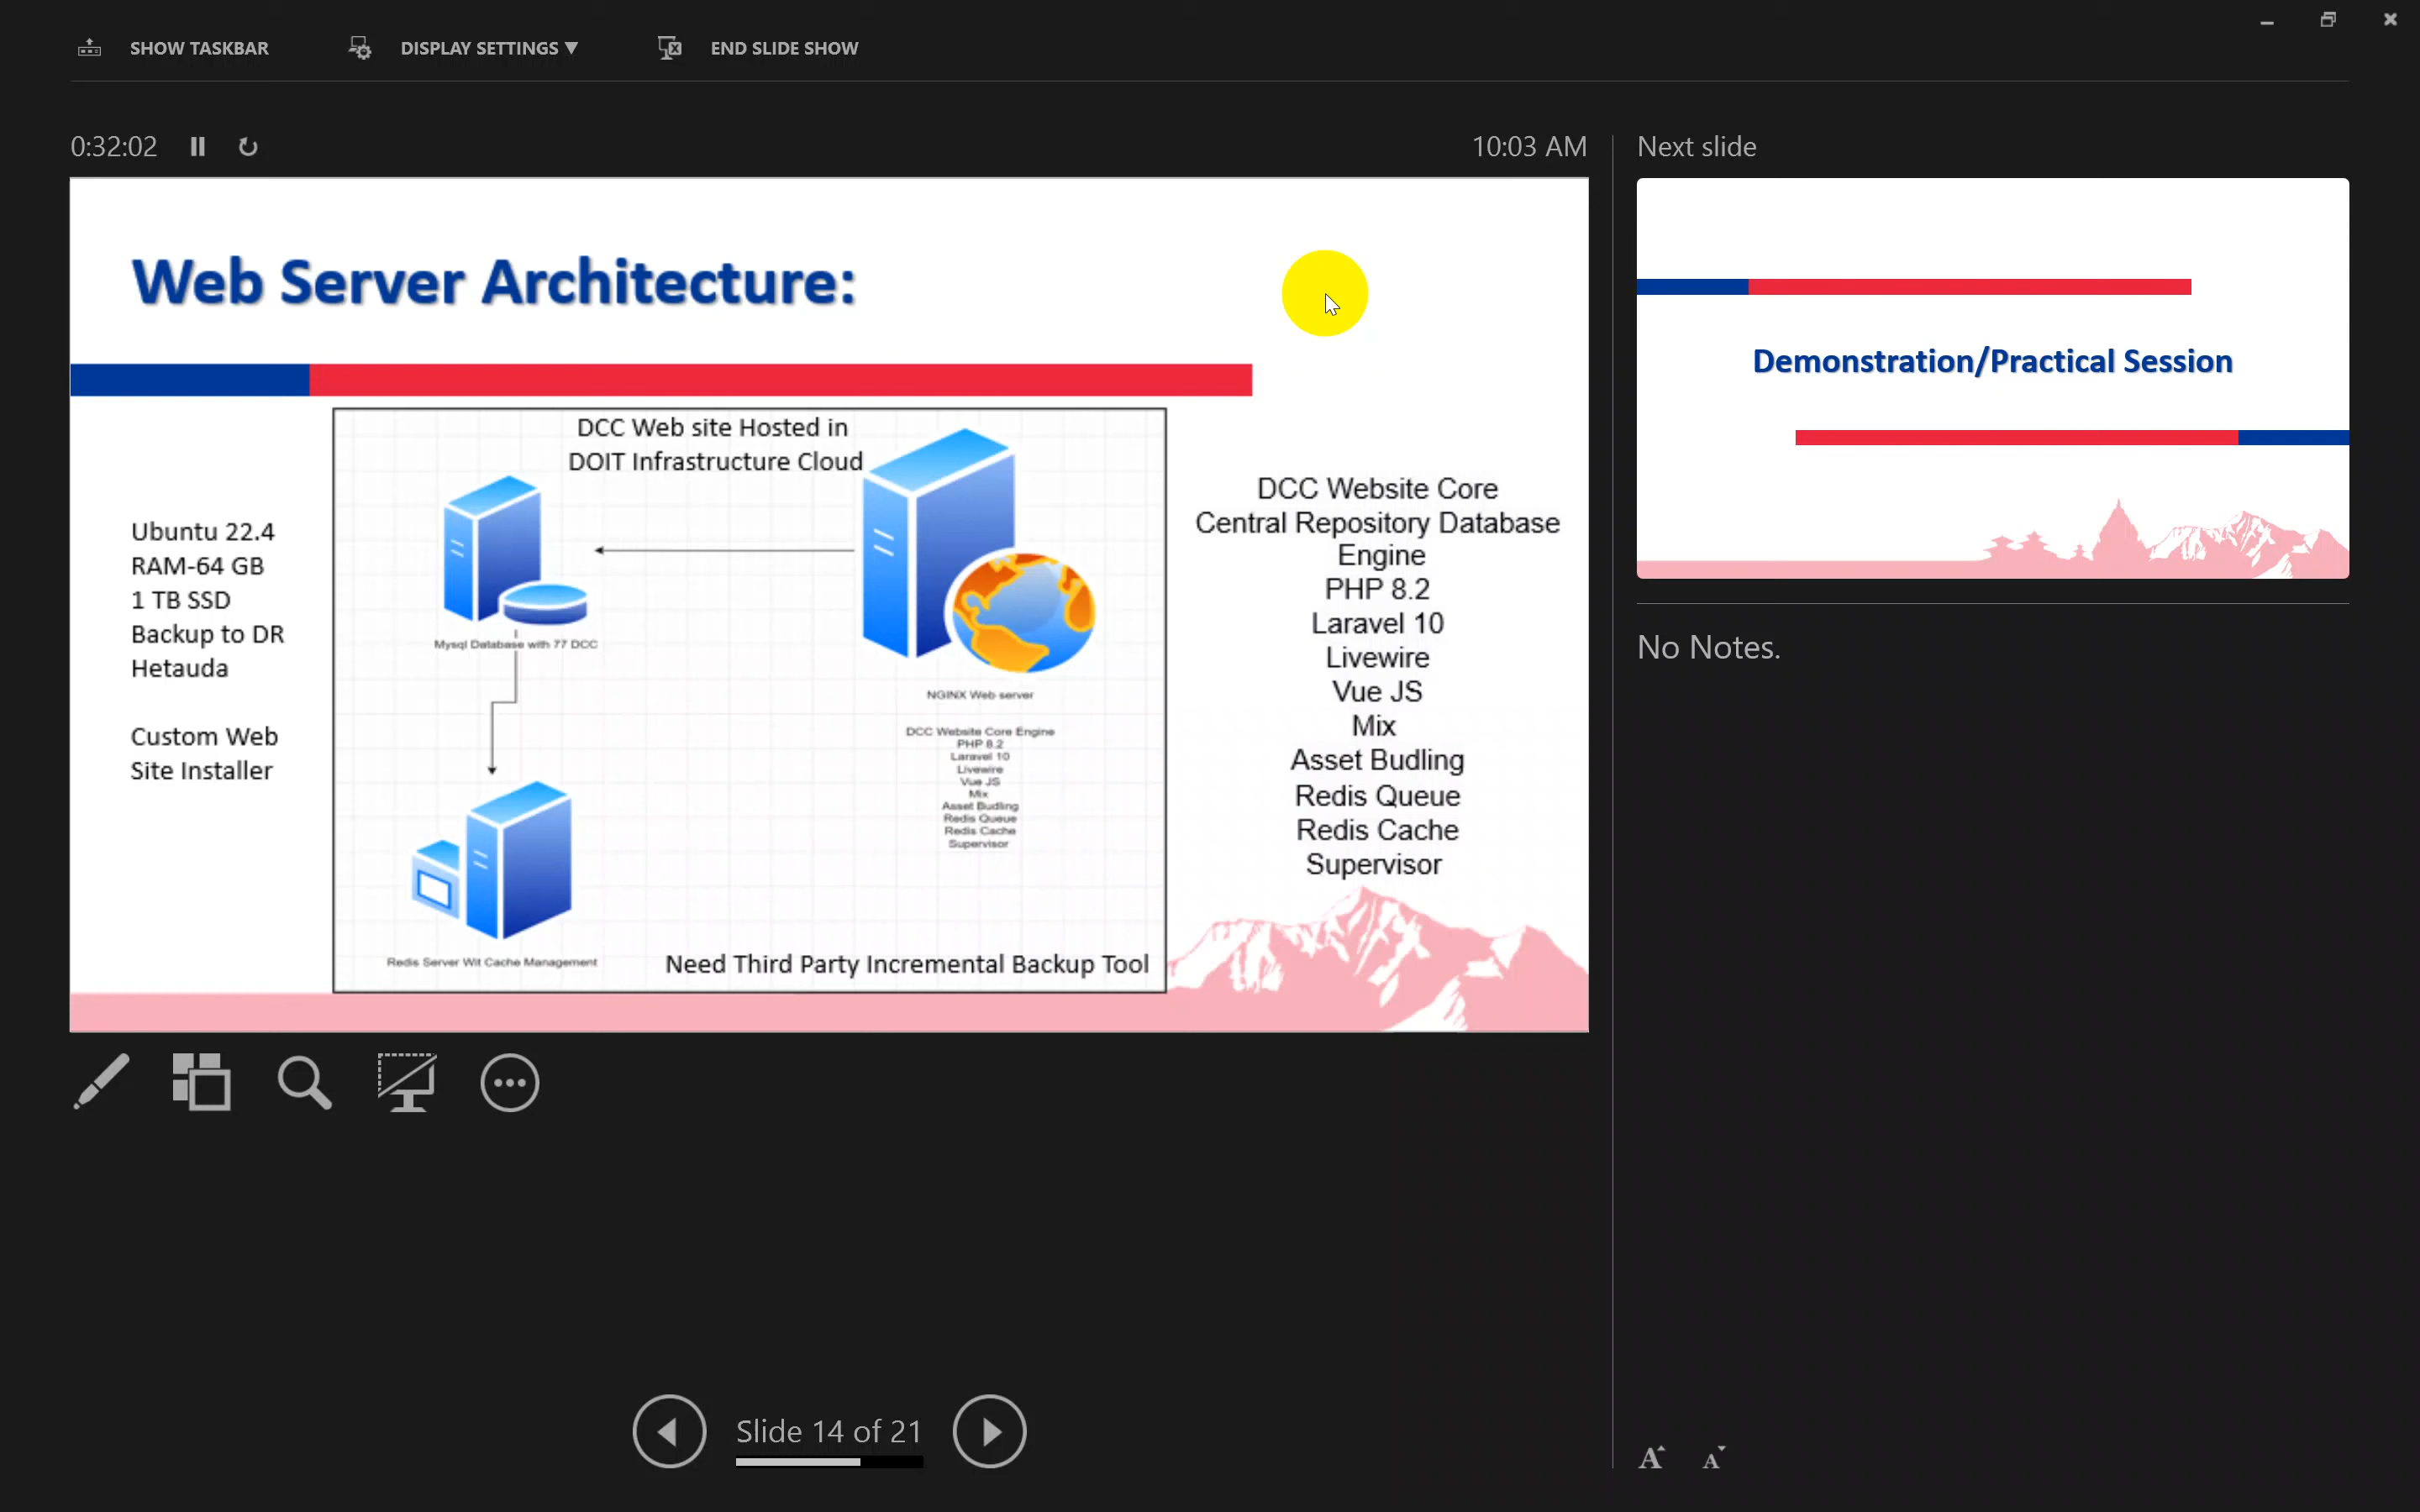 SHOW TASKBAR
DISPLAY SETTINGS ▼
END SLIDE SHOW
0:32:02
10:03 AM
Next slide
Web Server Architecture:
Ubuntu 22.4
RAM-64 GB
1 TB SSD
Backup to DR
Hetauda
Custom Web
Site Installer
DCC Web site Hosted in
DOIT Infrastructure Cloud
Mysql Database with 77 DCC
NGINX Web server
DCC Website Core Engine
PHP 8.2
Laravel 10
Livewire
Vue JS
Mix
Asset Budling
Redis Queue
Redis Cache
Supervisor
Redis Server Wit Cache Management
Need Third Party Incremental Backup Tool
DCC Website Core
Central Repository Database
Engine
PHP 8.2
Laravel 10
Livewire
Vue JS
Mix
Asset Budling
Redis Queue
Redis Cache
Supervisor
Demonstration/Practical Session
No Notes.
Slide 14 of 21
A A